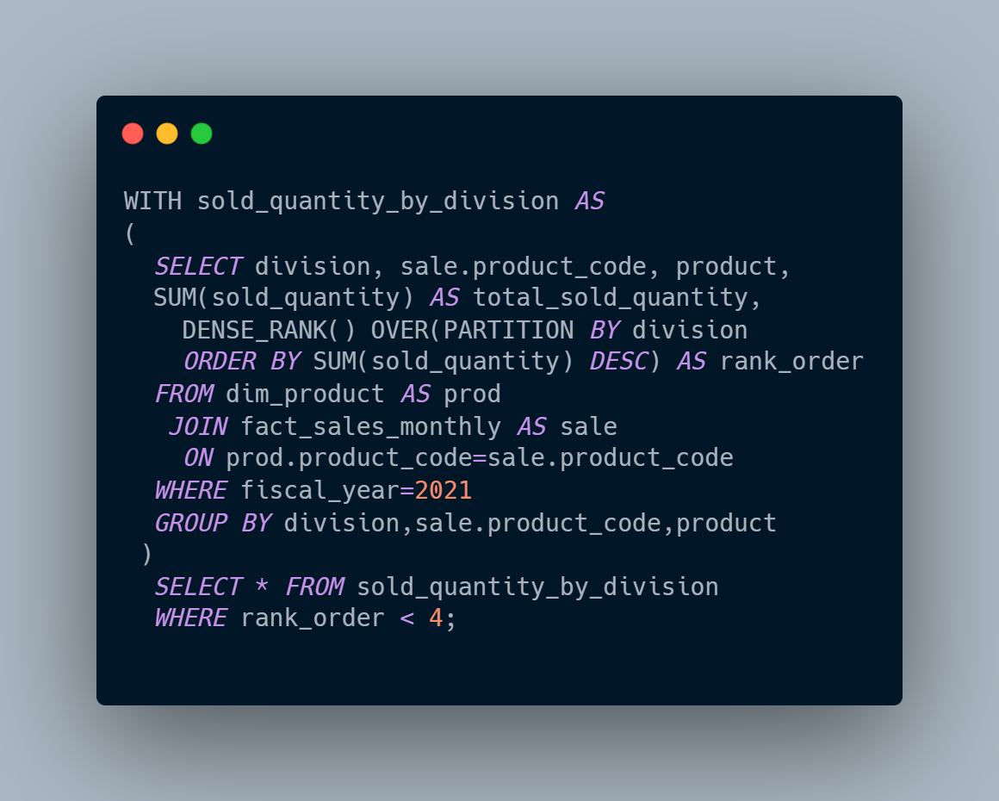 WITH sold_quantity_by_division AS
(
  SELECT division, sale.product_code, product,
  SUM(sold_quantity) AS total_sold_quantity,
    DENSE_RANK() OVER(PARTITION BY division
    ORDER BY SUM(sold_quantity) DESC) AS rank_order
  FROM dim_product AS prod
   JOIN fact_sales_monthly AS sale
    ON prod.product_code=sale.product_code
  WHERE fiscal_year=2021
  GROUP BY division,sale.product_code,product
 )
  SELECT * FROM sold_quantity_by_division
  WHERE rank_order < 4;